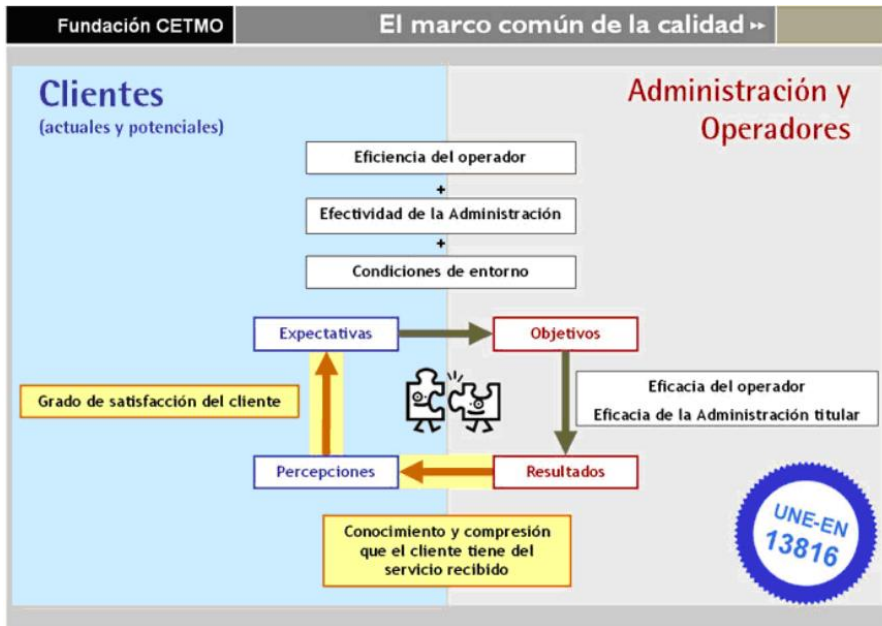 Fundación CETMO
El marco común de la calidad ▸▸
Clientes
(actuales y potenciales)
Administración y
Operadores
Eficiencia del operador
+
Efectividad de la Administración
+
Condiciones de entorno
Expectativas
Objetivos
Grado de satisfacción del cliente
Eficacia del operador
Eficacia de la Administración titular
Percepciones
Resultados
Conocimiento y compresión
que el cliente tiene del
servicio recibido
UNE-EN
13816